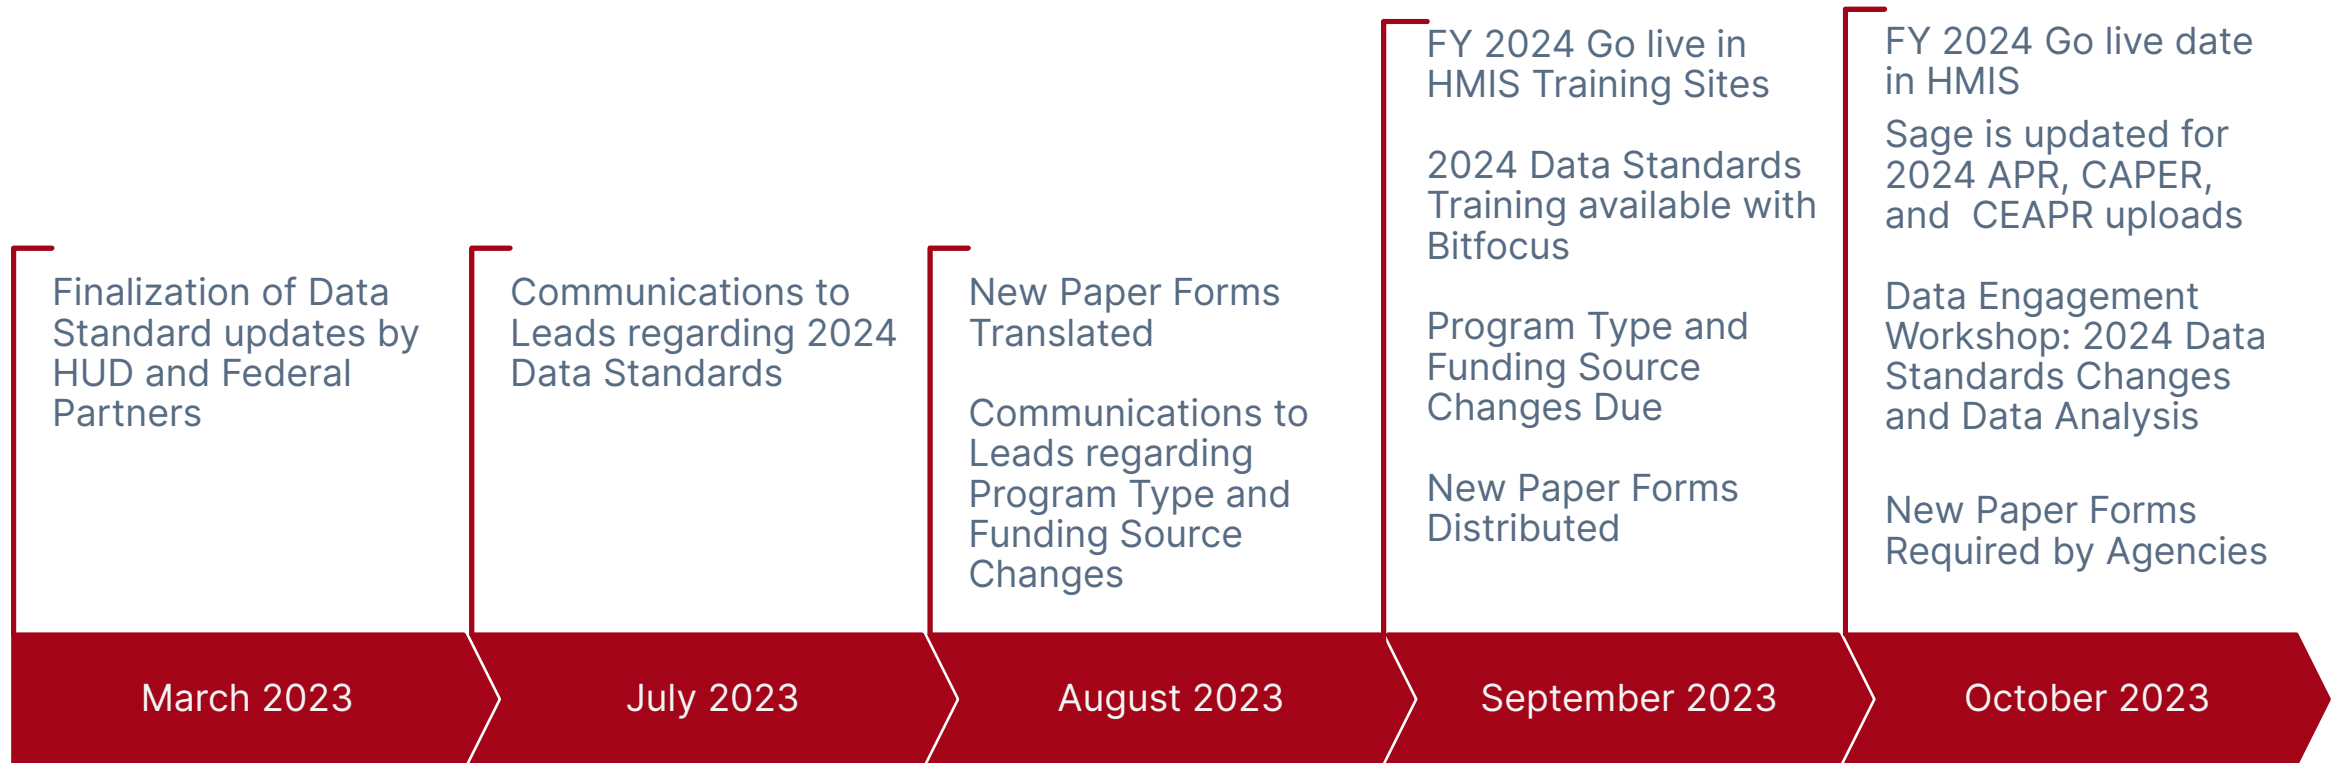 Finalization of Data
Standard updates by
HUD and Federal
Partners
Communications to
Leads regarding 2024
Data Standards
New Paper Forms
Translated
Communications to
Leads regarding
Program Type and
Funding Source
Changes
FY 2024 Go live in
HMIS Training Sites
2024 Data Standards
Training available with
Bitfocus
Program Type and
Funding Source
Changes Due
New Paper Forms
Distributed
FY 2024 Go live date
in HMIS
Sage is updated for
2024 APR, CAPER,
and  CEAPR uploads
Data Engagement
Workshop: 2024 Data
Standards Changes
and Data Analysis
New Paper Forms
Required by Agencies
March 2023
July 2023
August 2023
September 2023
October 2023